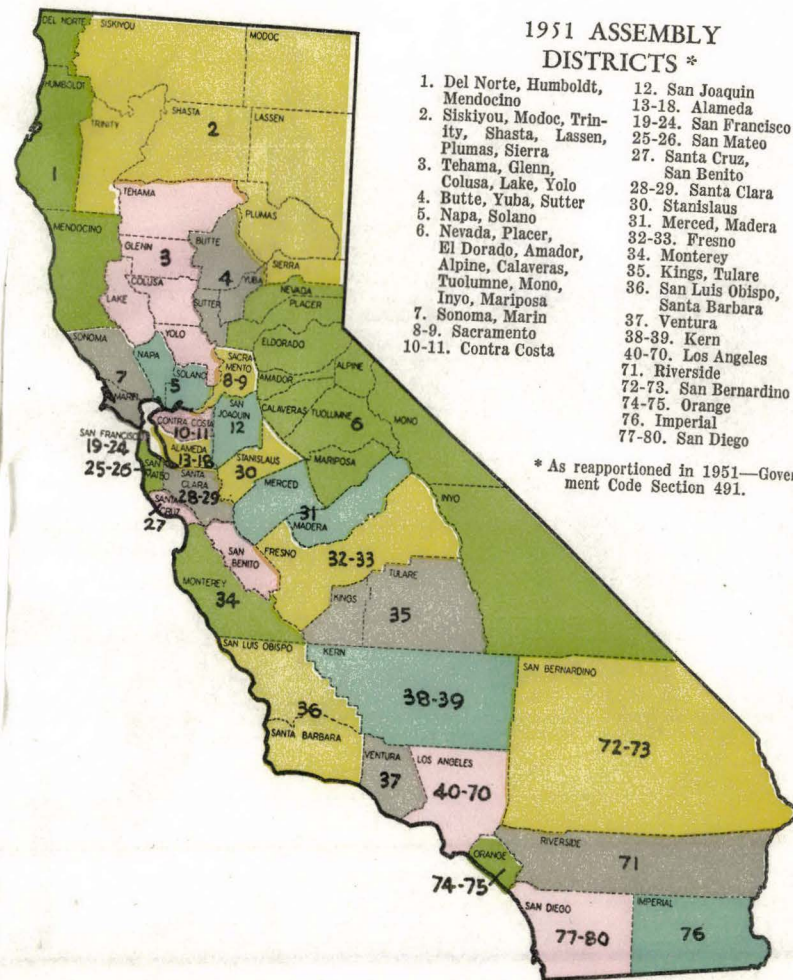 1951 ASSEMBLY
DISTRICTS *
1. Del Norte, Humboldt,
Mendocino
2. Siskiyou, Modoc, Trin-
ity, Shasta, Lassen,
Plumas, Sierra
3. Tehama, Glenn,
Colusa, Lake, Yolo
4. Butte, Yuba, Sutter
5. Napa, Solano
6. Nevada, Placer,
El Dorado, Amador,
Alpine, Calaveras,
Tuolumne, Mono,
Inyo, Mariposa
7. Sonoma, Marin
8-9. Sacramento
10-11. Contra Costa
12. San Joaquin
13-18. Alameda
19-24. San Francisco
25-26. San Mateo
27. Santa Cruz,
San Benito
28-29. Santa Clara
30. Stanislaus
31. Merced, Madera
32-33. Fresno
34. Monterey
35. Kings, Tulare
36. San Luis Obispo,
Santa Barbara
37. Ventura
38-39. Kern
40-70. Los Angeles
71. Riverside
72-73. San Bernardino
74-75. Orange
76. Imperial
77-80. San Diego
* As reapportioned in 1951—Gover
ment Code Section 491.
DEL NORTE
SISKIYOU
MODOC
HUMBOLDT
TRINITY
SHASTA
2
LASSEN
1
TEHAMA
PLUMAS
MENDOCINO
GLENN
3
BUTTE
4
COLUSA
YUBA
SIERRA
NEVADA
LAKE
SUTTER
PLACER
SONOMA
7
YOLO
NAPA
5
SOLANO
SACRA
MENTO
8-9
ELDORADO
MARIN
AMADOR
ALPINE
SAN
JOAQUIN
12
CALAVERAS
TUOLUMNE
6
MONO
CONTRA COSTA
10-11
SAN FRANCISCO
19-24
ALAMEDA
13-18
STANISLAUS
30
MARIPOSA
25-26
SAN
MATEO
SANTA
CLARA
28-29
MERCED
31
MADERA
INYO
SANTA
CRUZ
27
SAN
BENITO
FRESNO
32-33
TULARE
MONTEREY
34
KINGS
35
SAN LUIS OBISPO
KERN
38-39
SAN BERNARDINO
72-73
36
SANTA BARBARA
VENTURA
37
LOS ANGELES
40-70
ORANGE
74-75
RIVERSIDE
71
SAN DIEGO
77-80
IMPERIAL
76